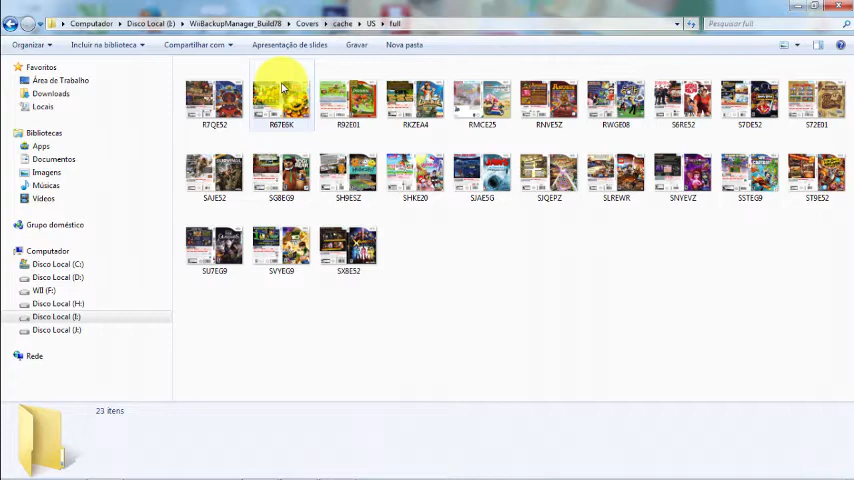 Computador ▸ Disco Local (I:) ▸ WiiBackupManager_Build78 ▸ Covers ▸ cache ▸ US ▸ full
Pesquisar full
Organizar Incluir na biblioteca Compartilhar com Apresentação de slides Gravar Nova pasta
Favoritos
Área de Trabalho
Downloads
Locais
Bibliotecas
Apps
Documentos
Imagens
Músicas
Vídeos
Grupo doméstico
Computador
Disco Local (C:)
Disco Local (D:)
WII (F:)
Disco Local (H:)
Disco Local (I:)
Disco Local (J:)
Rede
R7QE52 R67E6K R92E01 RKZEA4 RMCE25 RNVE5Z RWGE08 S6RE52 S7DE52 S72E01
SAJE52 SG8EG9 SH9ESZ SHKE20 SJAE5G SJQEPZ SLREWR SNVEVZ SSTEG9 ST9E52
SU7EG9 SVYEG9 SXBE52
23 itens